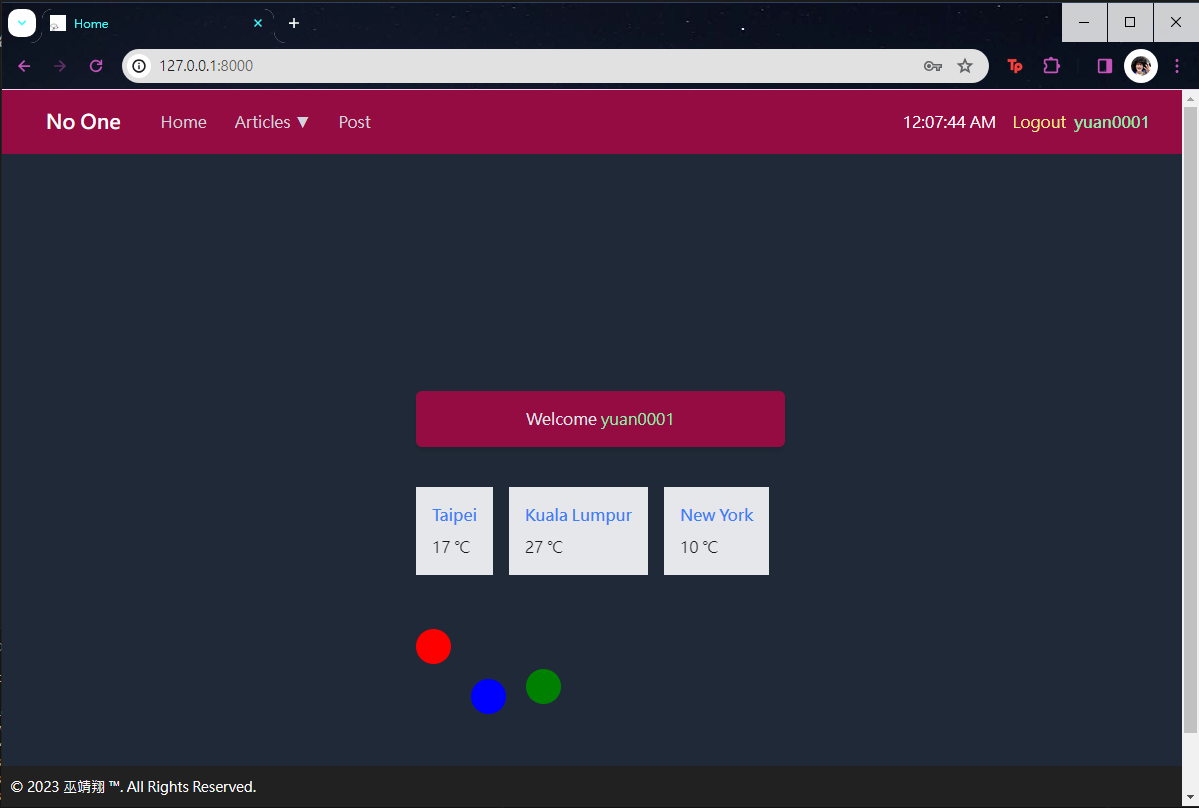 Home
127.0.0.1:8000
Tp
No One Home Articles ▼ Post 12:07:44 AM Logout yuan0001
Welcome yuan0001
Taipei Kuala Lumpur New York
17 °C 27 °C 10 °C
© 2023 巫靖翔 ™. All Rights Reserved.